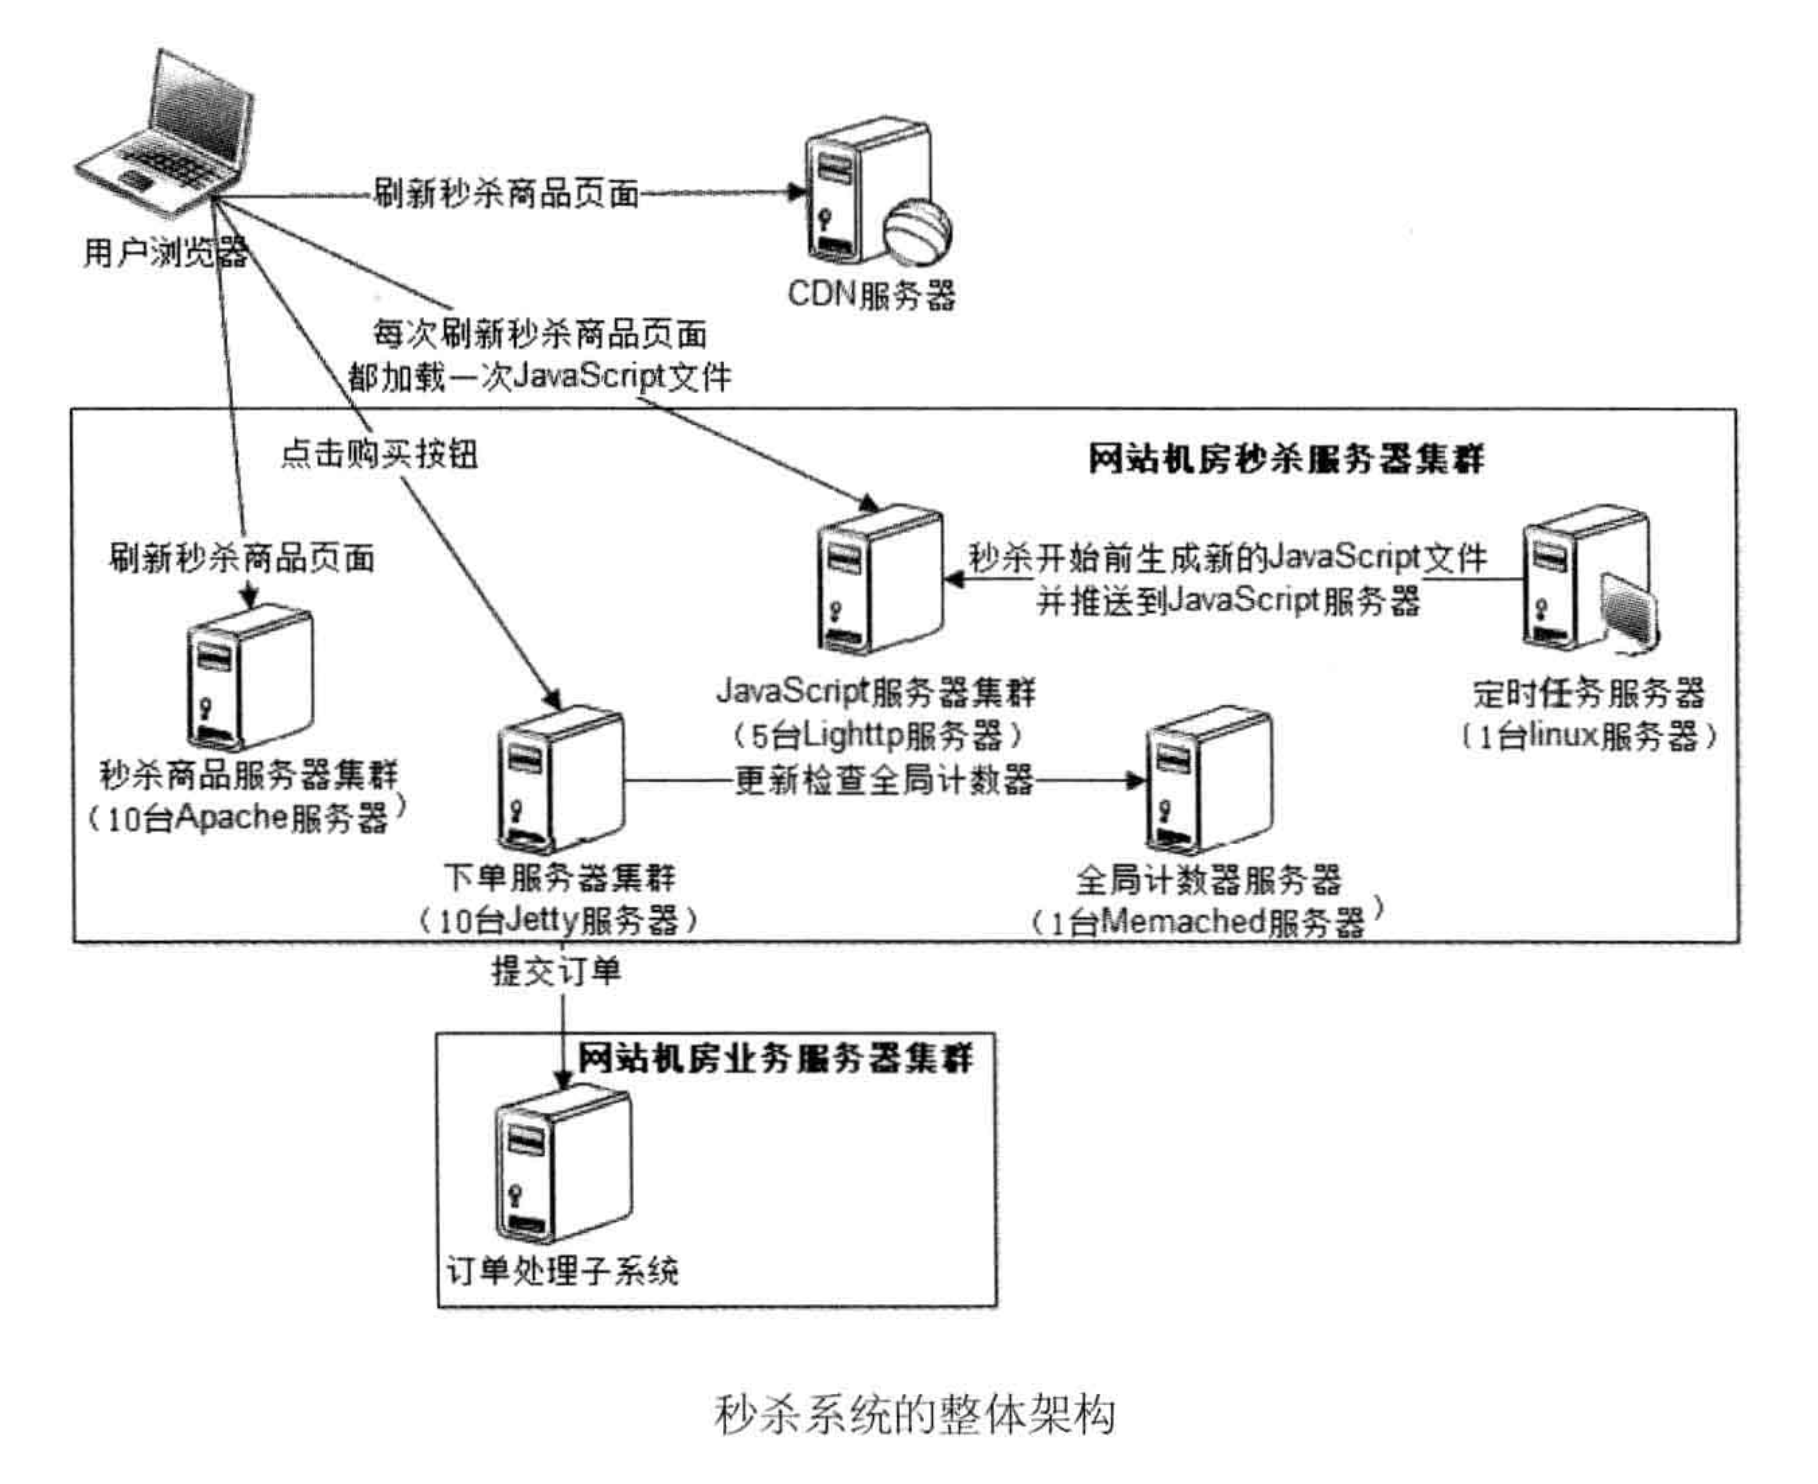 刷新秒杀商品页面
用户浏览器
CDN服务器
每次刷新秒杀商品页面
都加载一次JavaScript文件
点击购买按钮
网站机房秒杀服务器集群
刷新秒杀商品页面
秒杀开始前生成新的JavaScript文件
并推送到JavaScript服务器
JavaScript服务器集群
(5台Lighttp服务器)
定时任务服务器
(1台linux服务器)
秒杀商品服务器集群
(10台Apache服务器)
更新检查全局计数器
下单服务器集群
(10台Jetty服务器)
全局计数器服务器
(1台Memached服务器)
提交订单
网站机房业务服务器集群
订单处理子系统
秒杀系统的整体架构